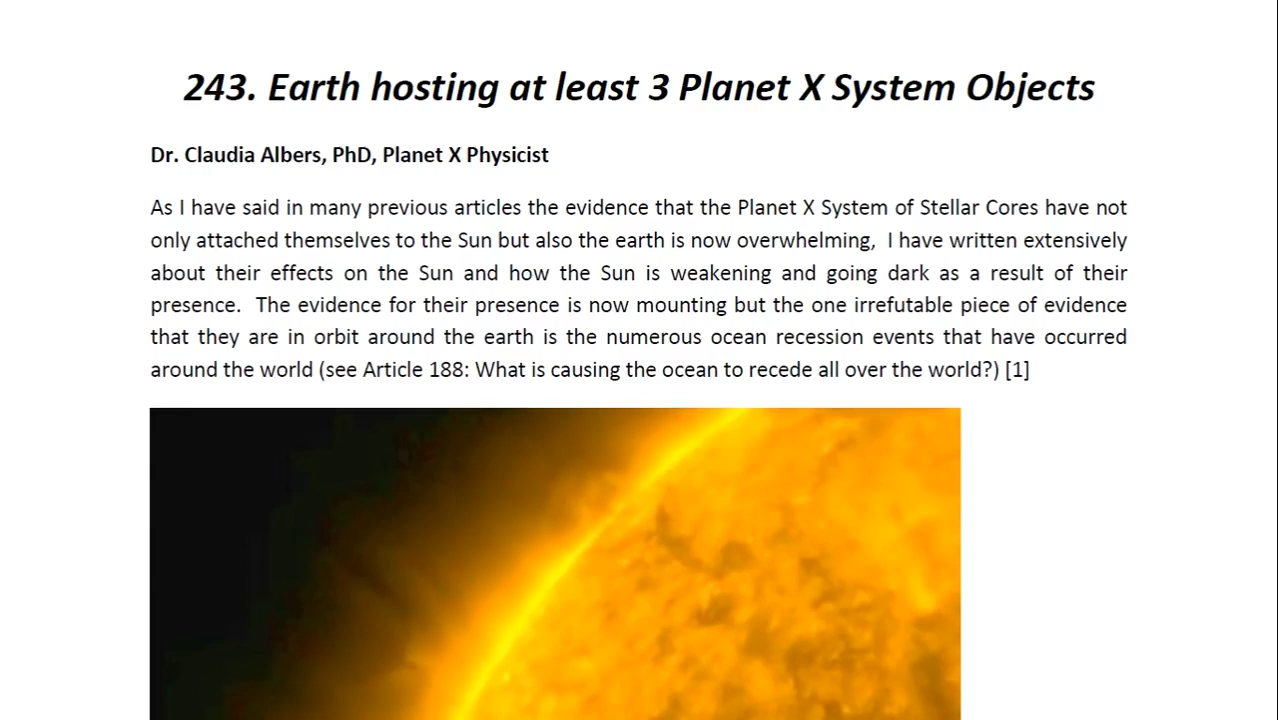 243. Earth hosting at least 3 Planet X System Objects
Dr. Claudia Albers, PhD, Planet X Physicist
As I have said in many previous articles the evidence that the Planet X System of Stellar Cores have not
only attached themselves to the Sun but also the earth is now overwhelming, I have written extensively
about their effects on the Sun and how the Sun is weakening and going dark as a result of their
presence. The evidence for their presence is now mounting but the one irrefutable piece of evidence
that they are in orbit around the earth is the numerous ocean recession events that have occurred
around the world (see Article 188: What is causing the ocean to recede all over the world?) [1]